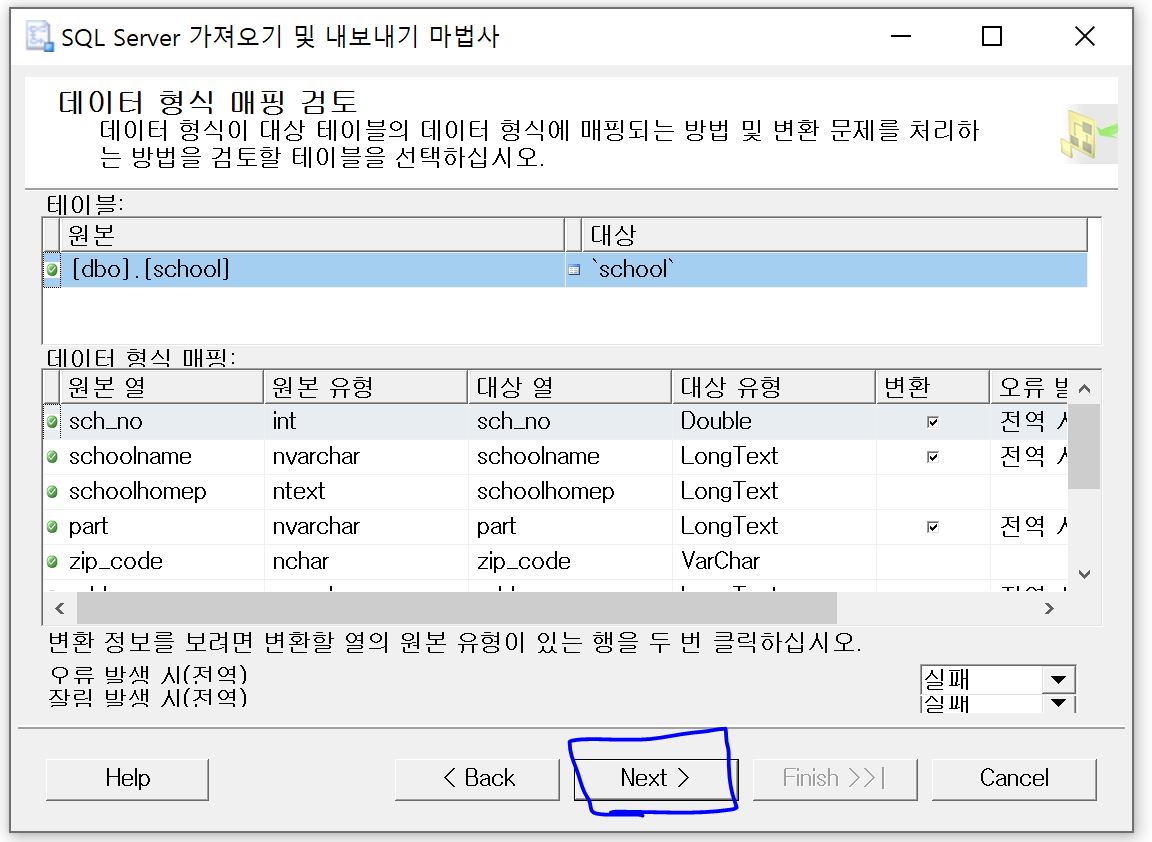 SQL Server 가져오기 및 내보내기 마법사
데이터 형식 매핑 검토
데이터 형식이 대상 테이블의 데이터 형식에 매핑되는 방법 및 변환 문제를 처리하
는 방법을 검토할 테이블을 선택하십시오.
테이블:
원본 대상
[dbo].[school] `school`
데이터 형식 매핑:
원본 열 원본 유형 대상 열 대상 유형 변환 오류
sch_no int sch_no Double 전역
schoolname nvarchar schoolname LongText 전역
schoolhomep ntext schoolhomep LongText
part nvarchar part LongText 전역
zip_code nchar zip_code VarChar
변환 정보를 보려면 변환할 열의 원본 유형이 있는 행을 두 번 클릭하십시오.
오류 발생 시(전역) 실패
잘림 발생 시(전역) 실패
Help < Back Next > Finish >>| Cancel